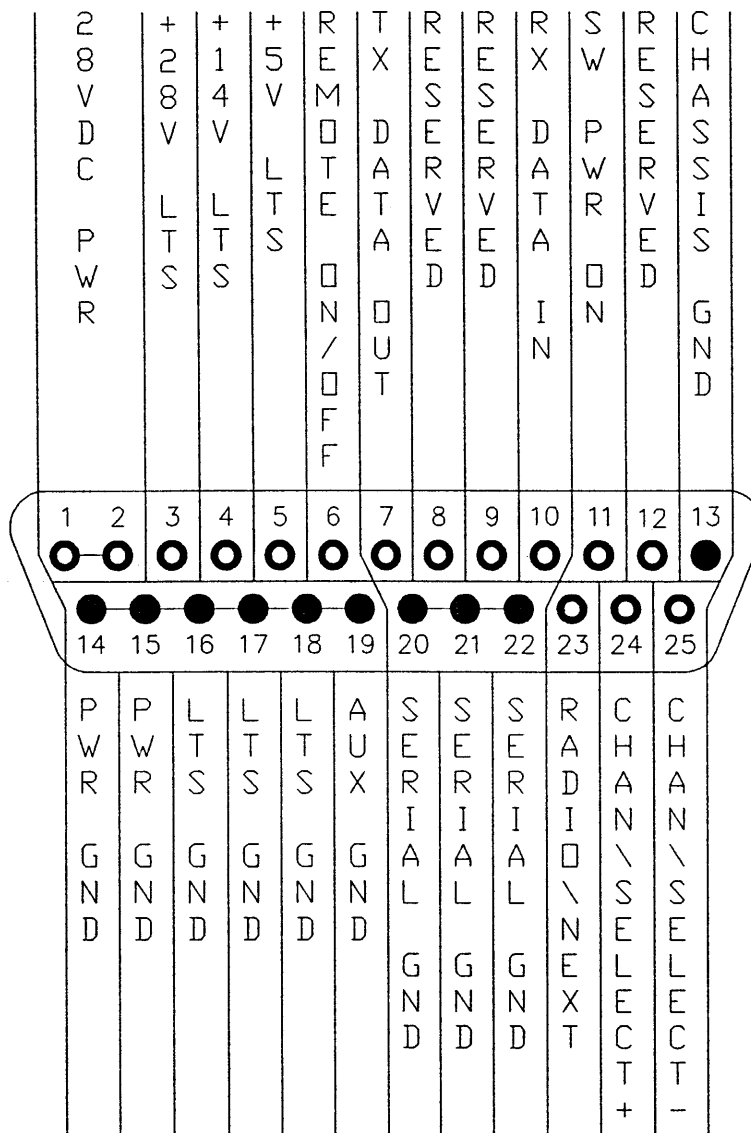 28VDC PWR
+28V LTS
+14V LTS
+5V LTS
REMOTE ON/OFF
TX DATA OUT
RESERVED
RESERVED
RX DATA IN
SW PWR ON
RESERVED
CHASSIS GND
1 2 3 4 5 6 7 8 9 10 11 12 13
14 15 16 17 18 19 20 21 22 23 24 25
PWR GND
PWR GND
LTS GND
LTS GND
LTS GND
AUX GND
SERIAL GND
SERIAL GND
SERIAL GND
RADIO\NEXT
CHAN\SELECT+
CHAN\SELECT-